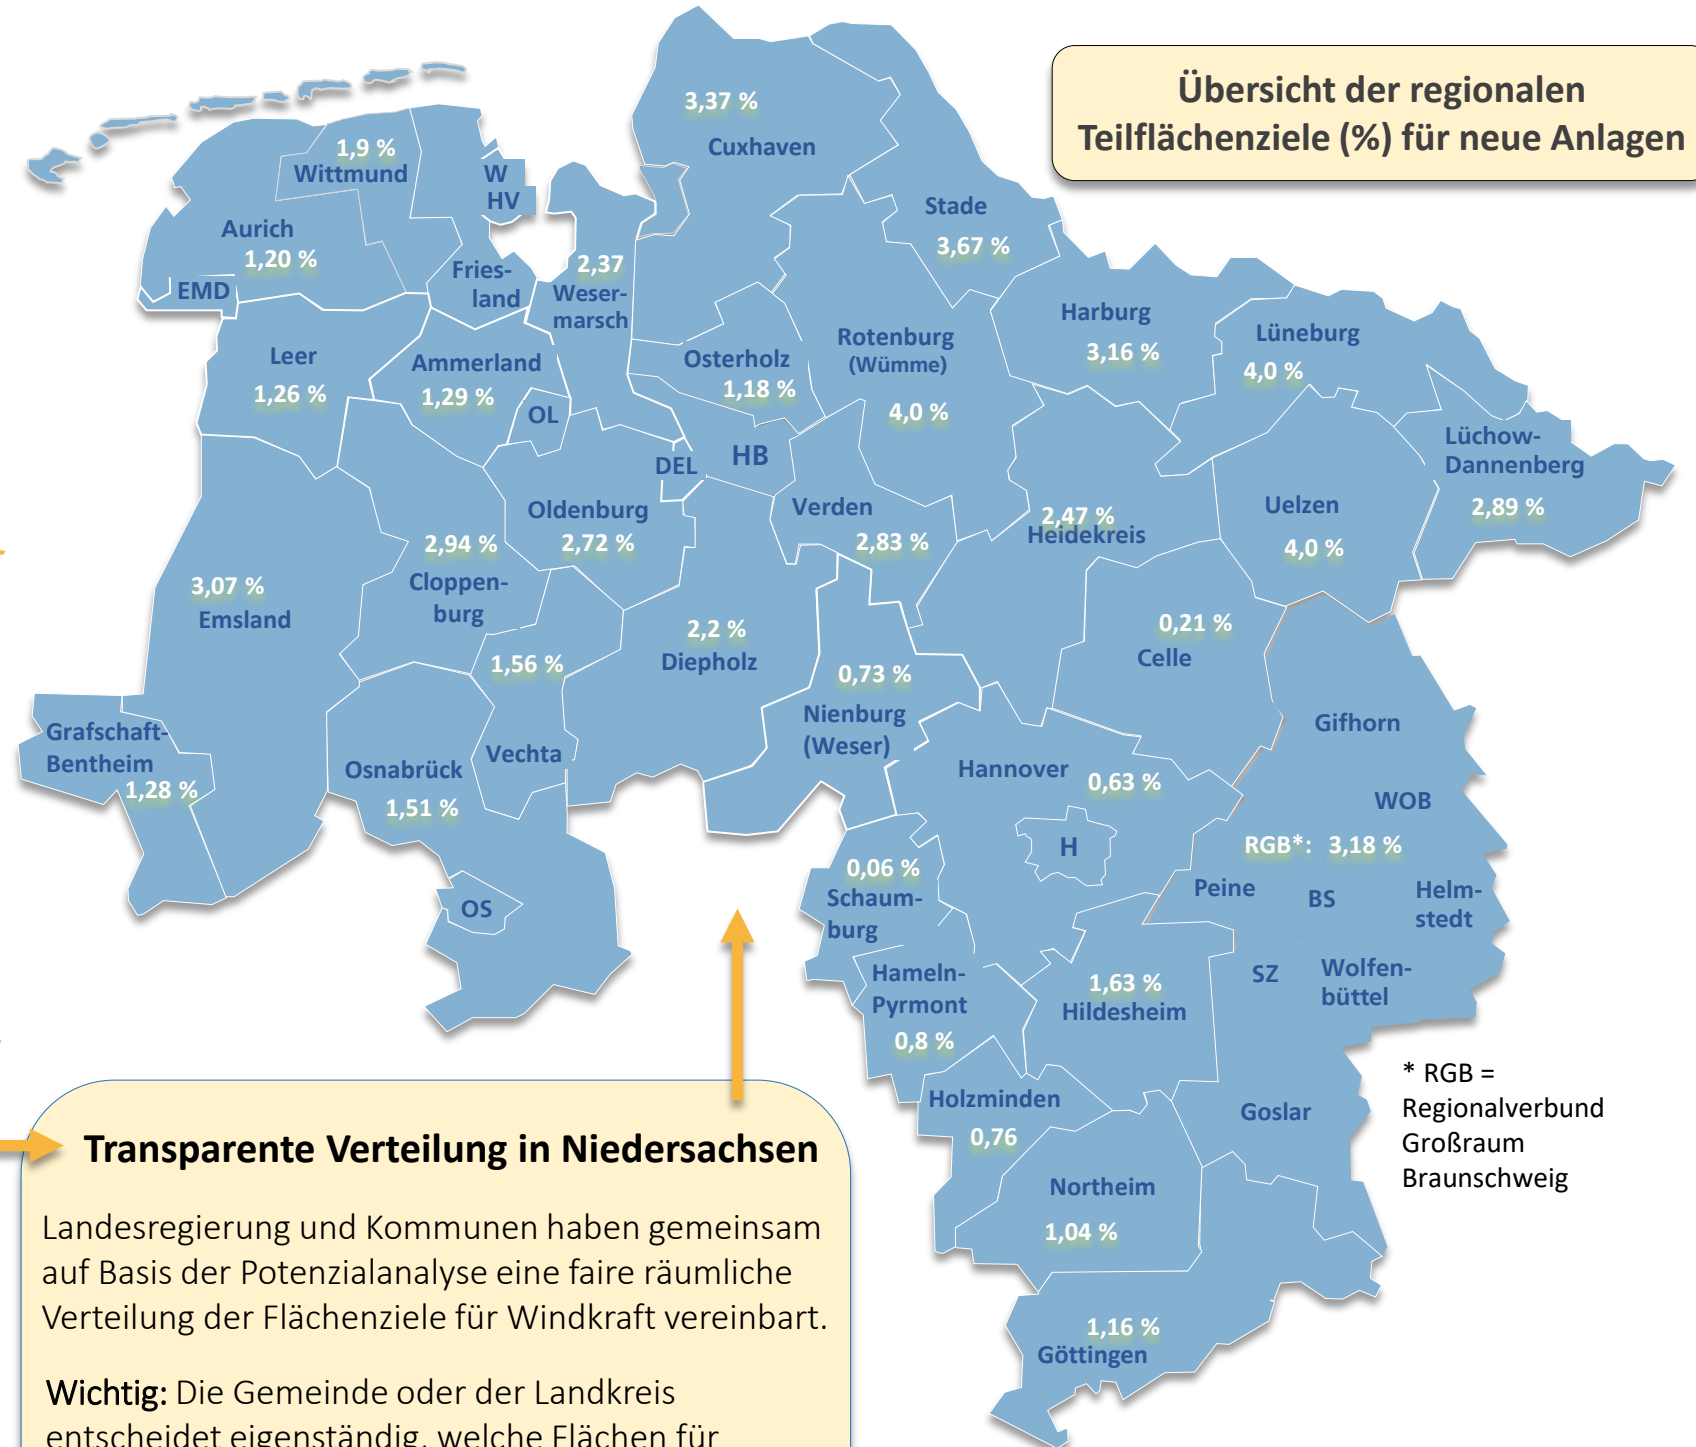 Übersicht der regionalen
Teilflächenziele (%) für neue Anlagen
3,37 %
Cuxhaven
1,9 %
Wittmund
W
HV
Aurich
1,20 %
EMD
Fries-
land
2,37
Weser-
marsch
Stade
3,67 %
Harburg
3,16 %
Lüneburg
4,0 %
Leer
1,26 %
Ammerland
1,29 %
OL
Osterholz
1,18 %
Rotenburg
(Wümme)
4,0 %
HB
DEL
Lüchow-
Dannenberg
2,89 %
Oldenburg
2,72 %
Verden
2,83 %
2,47 %
Heidekreis
Uelzen
4,0 %
2,94 %
Cloppen-
burg
3,07 %
Emsland
2,2 %
Diepholz
0,21 %
Celle
1,56 %
Vechta
0,73 %
Nienburg
(Weser)
Grafschaft-
Bentheim
1,28 %
Osnabrück
1,51 %
OS
Hannover
0,63 %
H
Gifhorn
WOB
RGB*: 3,18 %
Peine
BS
Helm-
stedt
SZ
Wolfen-
büttel
0,06 %
Schaum-
burg
Hameln-
Pyrmont
0,8 %
1,63 %
Hildesheim
Holzminden
0,76
Goslar
Northeim
1,04 %
1,16 %
Göttingen
* RGB =
Regionalverbund
Großraum
Braunschweig
Transparente Verteilung in Niedersachsen
Landesregierung und Kommunen haben gemeinsam
auf Basis der Potenzialanalyse eine faire räumliche
Verteilung der Flächenziele für Windkraft vereinbart.
Wichtig: Die Gemeinde oder der Landkreis
entscheidet eigenständig, welche Flächen für